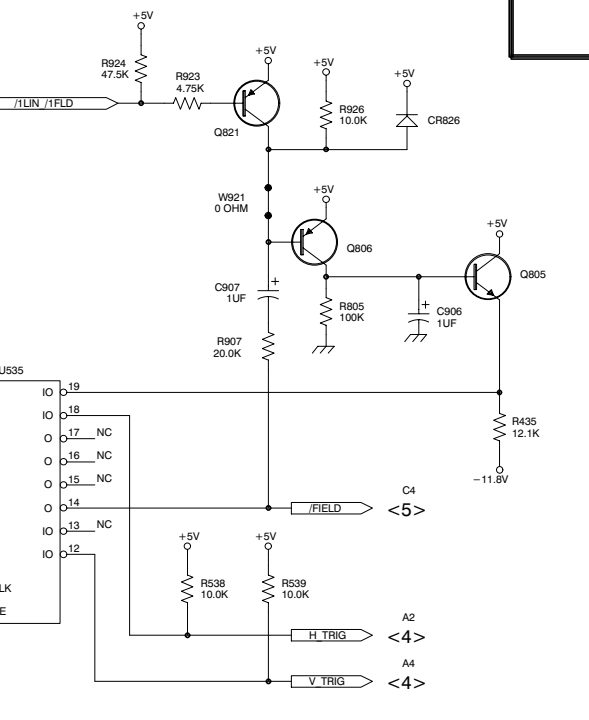 +5V
R924
47.5K
R923
4.75K
/1LIN_/1FLD
+5V
Q821
+5V
R926
10.0K
+5V
CR826
W921
0 OHM
+5V
Q806
+5V
Q805
C907
+
1UF
R805
100K
+
C906
1UF
R907
20.0K
U535
IO 19
IO 18
O 17 NC
O 16 NC
O 15 NC
O 14
IO 13 NC
IO 12
R435
12.1K
−11.8V
/FIELD
C4
<5>
+5V
R538
10.0K
+5V
R539
10.0K
LK
E
H_TRIG
A2
<4>
V_TRIG
A4
<4>